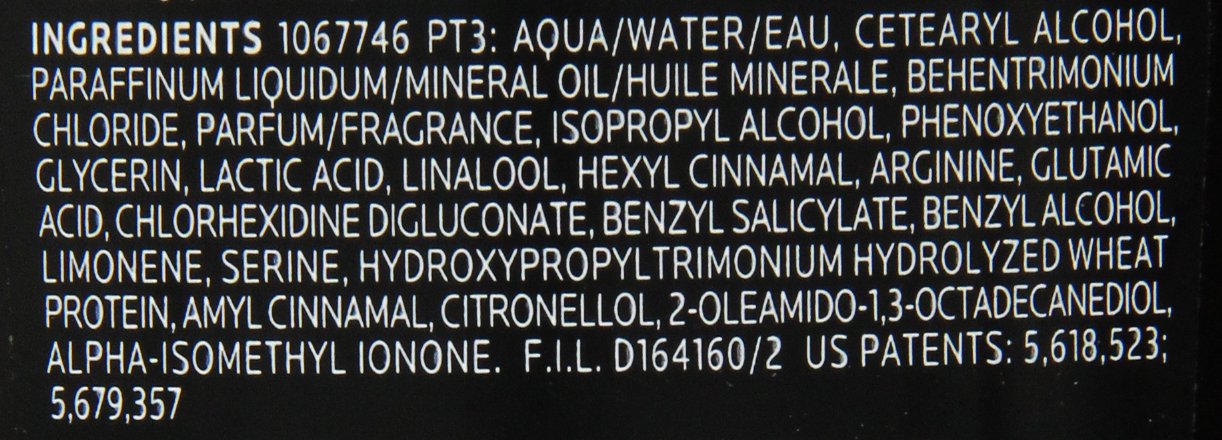 INGREDIENTS 1067746 PT3: AQUA/WATER/EAU, CETEARYL ALCOHOL,
PARAFFINUM LIQUIDUM/MINERAL OIL/HUILE MINERALE, BEHENTRIMONIUM
CHLORIDE, PARFUM/FRAGRANCE, ISOPROPYL ALCOHOL, PHENOXYETHANOL,
GLYCERIN, LACTIC ACID, LINALOOL, HEXYL CINNAMAL, ARGININE, GLUTAMIC
ACID, CHLORHEXIDINE DIGLUCONATE, BENZYL SALICYLATE, BENZYL ALCOHOL,
LIMONENE, SERINE, HYDROXYPROPYLTRIMONIUM HYDROLYZED WHEAT
PROTEIN, AMYL CINNAMAL, CITRONELLOL, 2-OLEAMIDO-1,3-OCTADECANEDIOL,
ALPHA-ISOMETHYL IONONE. F.I.L. D164160/2 US PATENTS: 5,618,523;
5,679,357